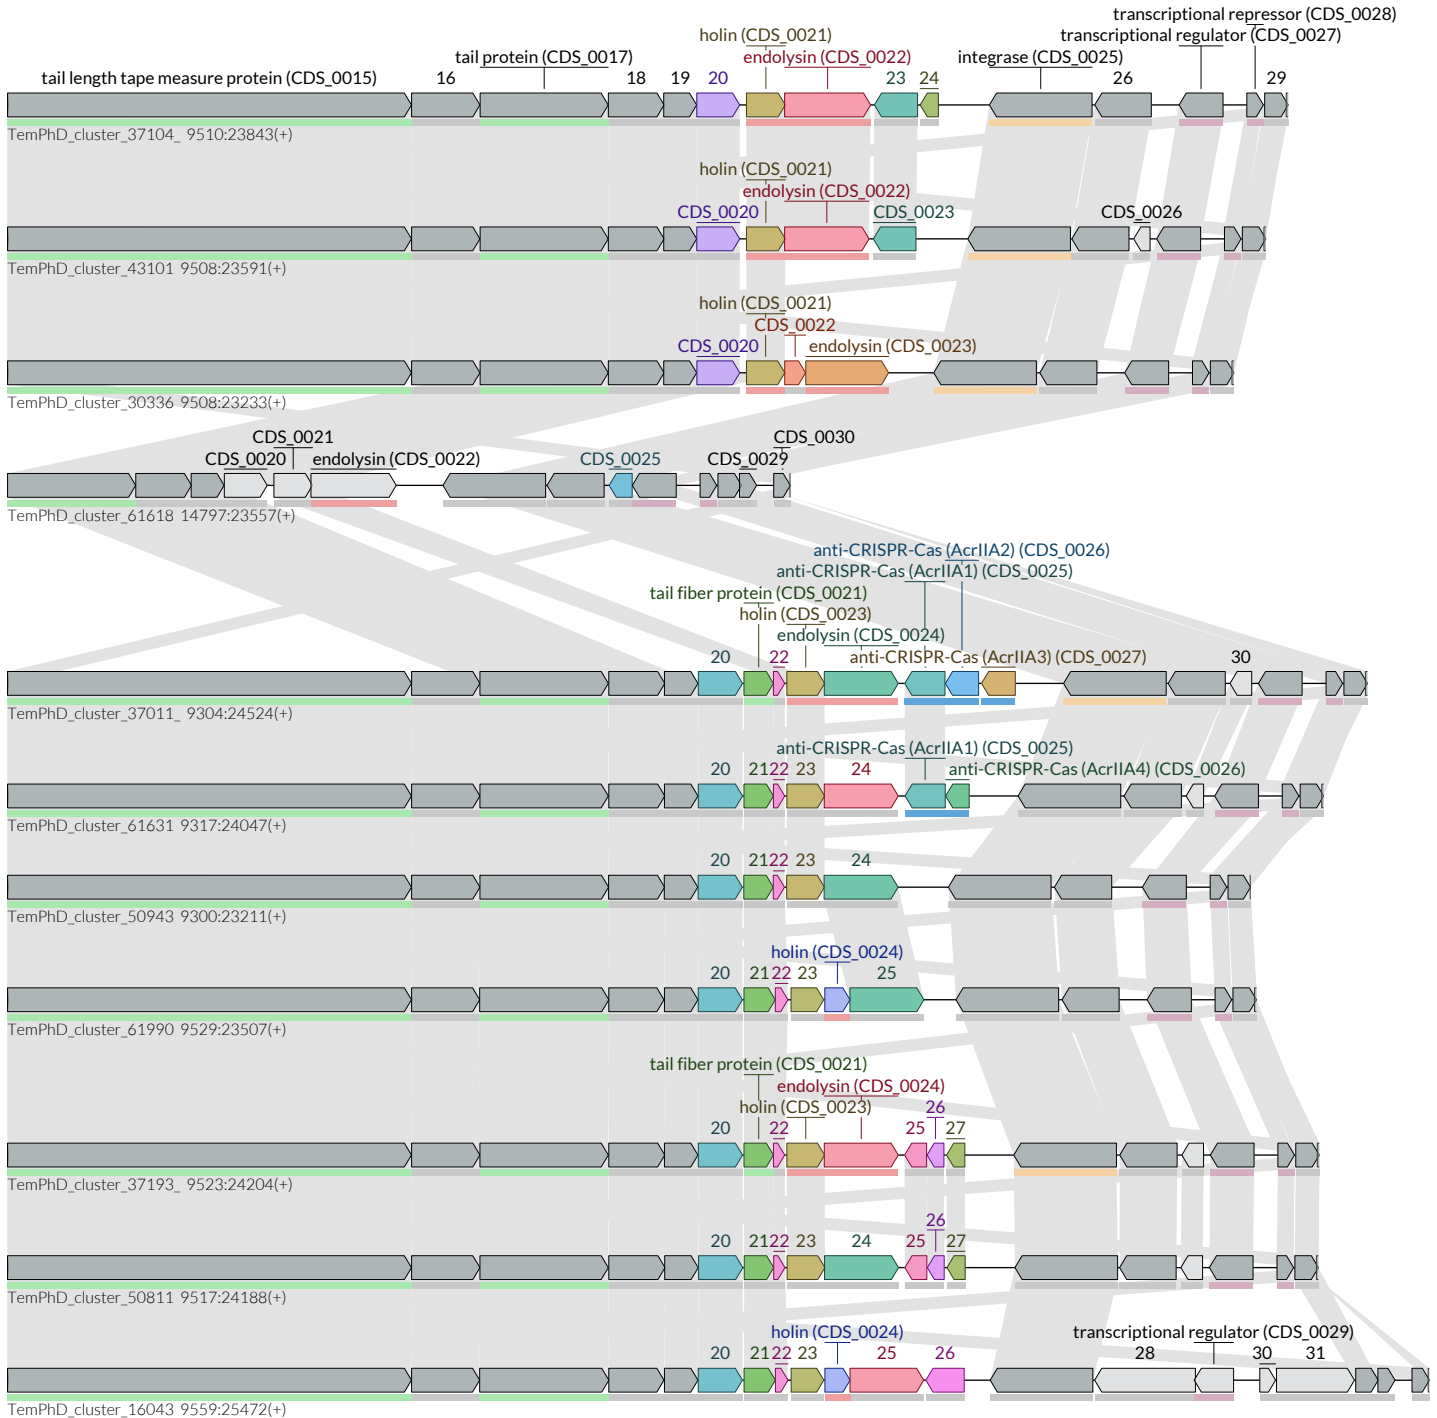 transcriptional repressor (CDS_0028)
holin (CDS_0021) transcriptional regulator (CDS_0027)
tail protein (CDS_0017) endolysin (CDS_0022) integrase (CDS_0025)
tail length tape measure protein (CDS_0015) 16 18 19 20 23 24 26 29
TemPhD_cluster_37104_ 9510:23843(+)
holin (CDS_0021)
endolysin (CDS_0022)
CDS_0020 CDS_0023 CDS_0026
TemPhD_cluster_43101 9508:23591(+)
holin (CDS_0021)
CDS_0022
CDS_0020 endolysin (CDS_0023)
TemPhD_cluster_30336 9508:23233(+)
CDS_0021 CDS_0030
CDS_0020 endolysin (CDS_0022) CDS_0025 CDS_0029
TemPhD_cluster_61618 14797:23557(+)
anti-CRISPR-Cas (AcrIIA2) (CDS_0026)
anti-CRISPR-Cas (AcrIIA1) (CDS_0025)
tail fiber protein (CDS_0021)
holin (CDS_0023)
endolysin (CDS_0024)
20 22 anti-CRISPR-Cas (AcrIIA3) (CDS_0027) 30
TemPhD_cluster_37011_ 9304:24524(+)
anti-CRISPR-Cas (AcrIIA1) (CDS_0025)
20 21 22 23 24 anti-CRISPR-Cas (AcrIIA4) (CDS_0026)
TemPhD_cluster_61631 9317:24047(+)
20 21 22 23 24
TemPhD_cluster_50943 9300:23211(+)
holin (CDS_0024)
20 21 22 23 25
TemPhD_cluster_61990 9529:23507(+)
tail fiber protein (CDS_0021)
endolysin (CDS_0024)
holin (CDS_0023) 26
20 22 25 27
TemPhD_cluster_37193_ 9523:24204(+)
26
20 21 22 23 24 25 27
TemPhD_cluster_50811 9517:24188(+)
holin (CDS_0024) transcriptional regulator (CDS_0029)
20 21 22 23 25 26 28 30 31
TemPhD_cluster_16043 9559:25472(+)